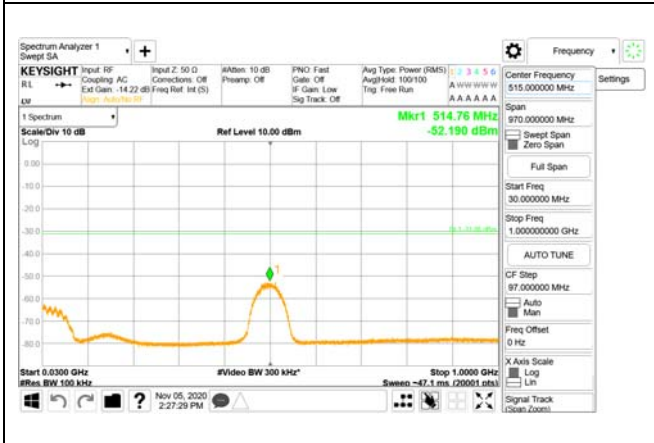 Spectrum Analyzer 1
Swept SA
+
Frequency
KEYSIGHT Input: RF Input Z: 50 Ω #Atten: 10 dB PNO: Fast Avg Type: Power (RMS) 1 2 3 4 5 6
RL Coupling: AC Corrections: Off Preamp: Off Gate: Off Avg|Hold: 100/100 A W W W W W
Ext Gain: -14.22 dB Freq Ref: Int (S) IF Gain: Low Trig: Free Run
Align: Auto/No RF Sig Track: Off A A A A A A
1 Spectrum Mkr1 514.76 MHz
Scale/Div 10 dB Ref Level 10.00 dBm -52.190 dBm
Log
0.00
-10.0
-20.0
-30.0
-40.0
-50.0
-60.0
-70.0
-80.0
1
Start 0.0300 GHz #Video BW 300 kHz* Stop 1.0000 GHz
#Res BW 100 kHz Sweep ~47.1 ms (20001 pts)
? Nov 05, 2020
2:27:29 PM
Center Frequency
515.000000 MHz
Settings
Span
970.000000 MHz
Swept Span
Zero Span
Full Span
Start Freq
30.000000 MHz
Stop Freq
1.000000000 GHz
AUTO TUNE
CF Step
97.000000 MHz
Auto
Man
Freq Offset
0 Hz
X Axis Scale
Log
Lin
Signal Track
(Span Zoom)